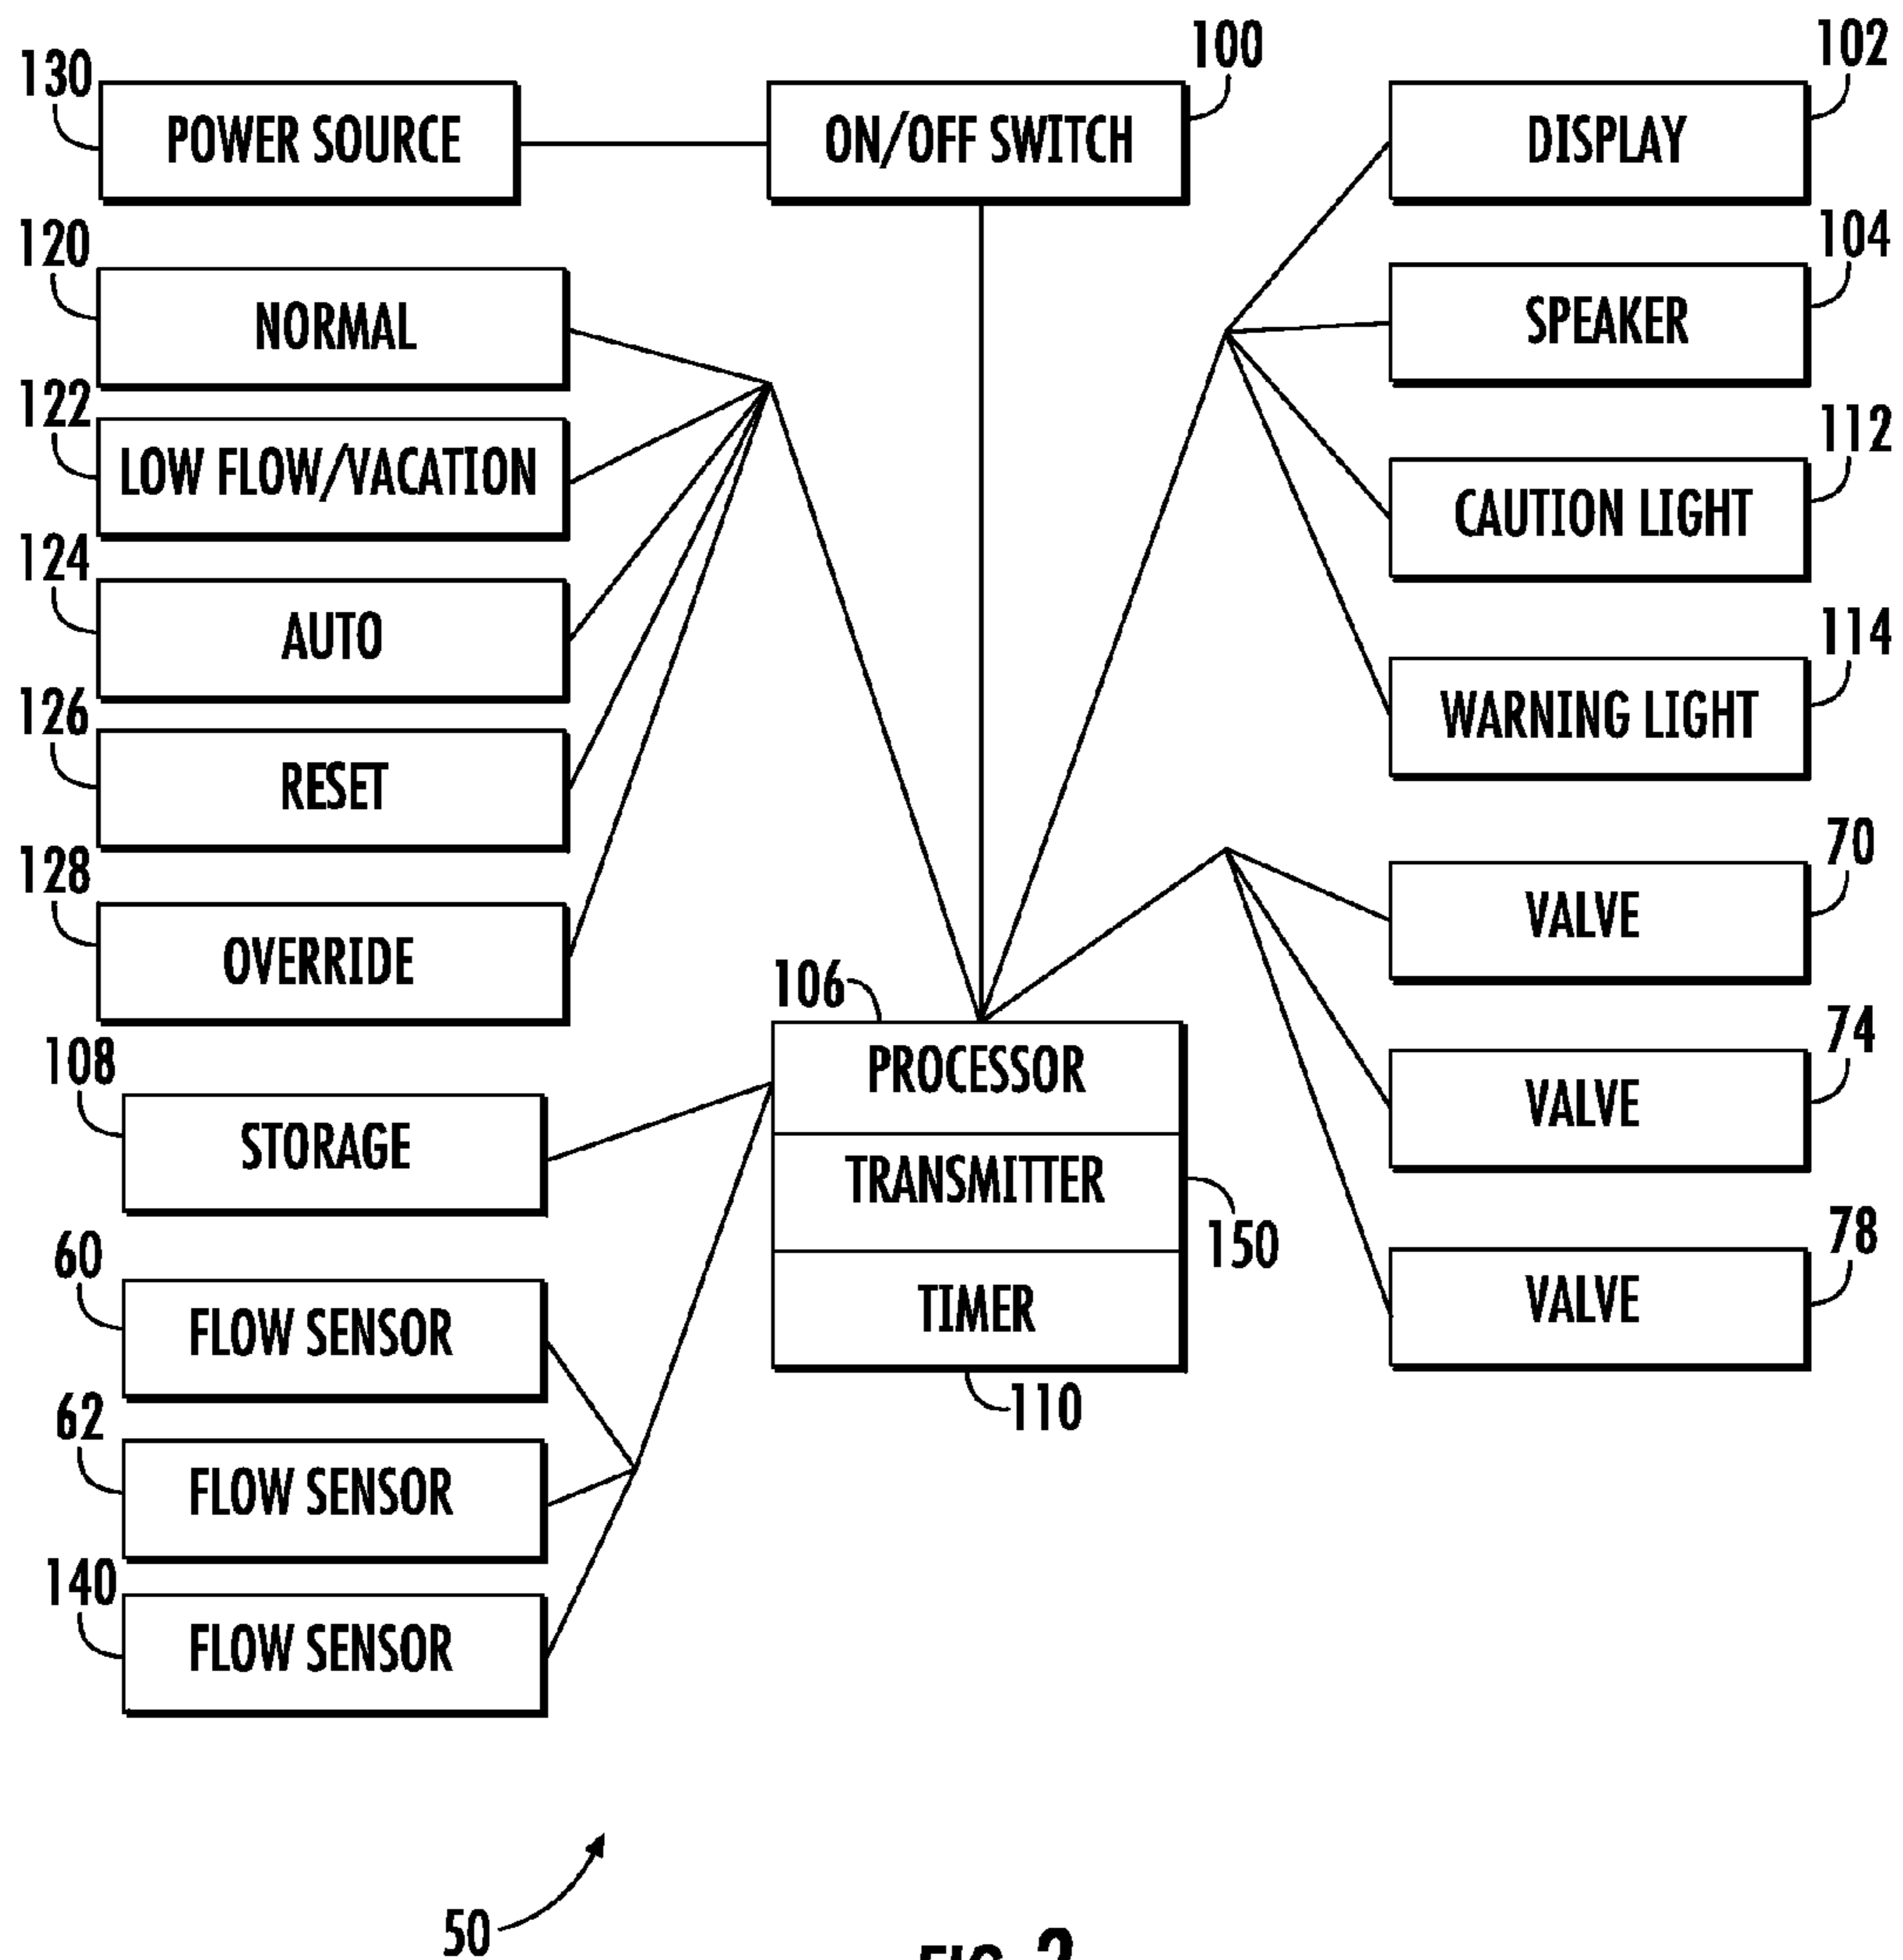 130
POWER SOURCE
100
ON/OFF SWITCH
102
DISPLAY
120
NORMAL
104
SPEAKER
122
LOW FLOW/VACATION
112
CAUTION LIGHT
124
AUTO
114
WARNING LIGHT
126
RESET
128
OVERRIDE
70
VALVE
106
PROCESSOR
TRANSMITTER
150
TIMER
110
74
VALVE
108
STORAGE
78
VALVE
60
FLOW SENSOR
62
FLOW SENSOR
140
FLOW SENSOR
50
FIG. 2